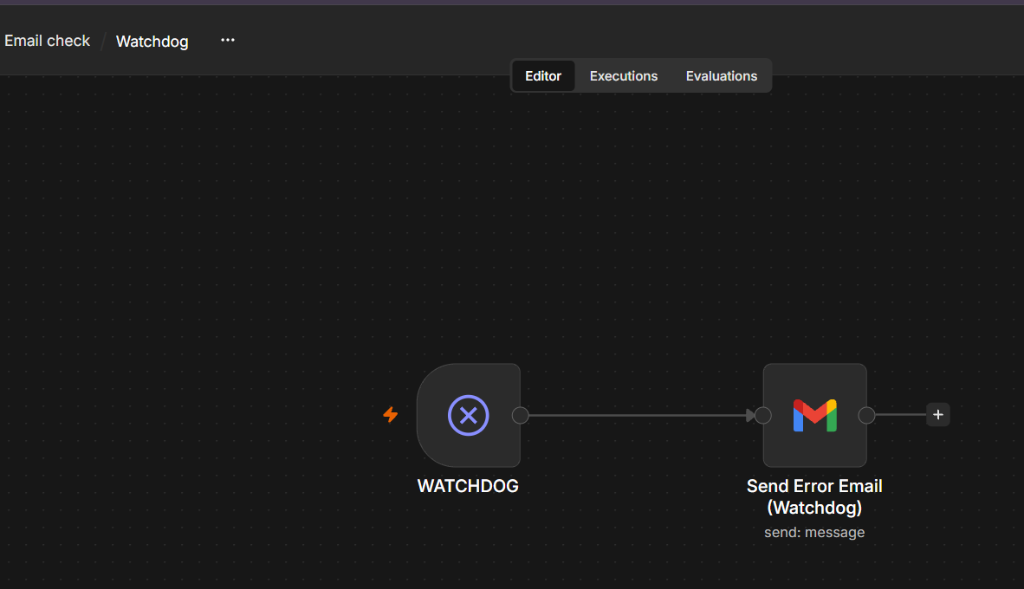 Email check / Watchdog ...
Editor Executions Evaluations
WATCHDOG
Send Error Email
(Watchdog)
send: message